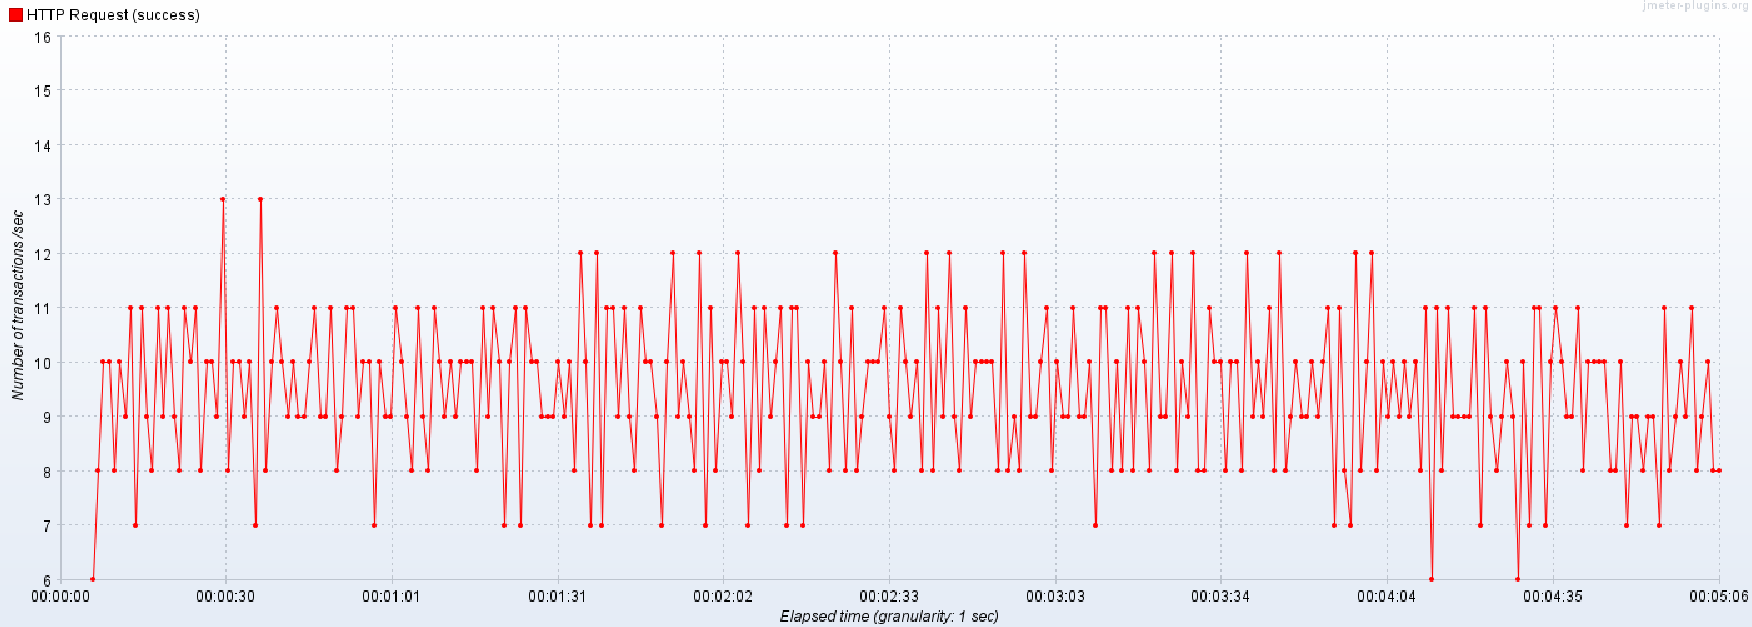 HTTP Request (success)
jmeter-plugins.org
16
15
14
13
12
11
10
9
8
7
6
Number of transactions /sec
00:00:00 00:00:30 00:01:01 00:01:31 00:02:02 00:02:33 00:03:03 00:03:34 00:04:04 00:04:35 00:05:06
Elapsed time (granularity: 1 sec)